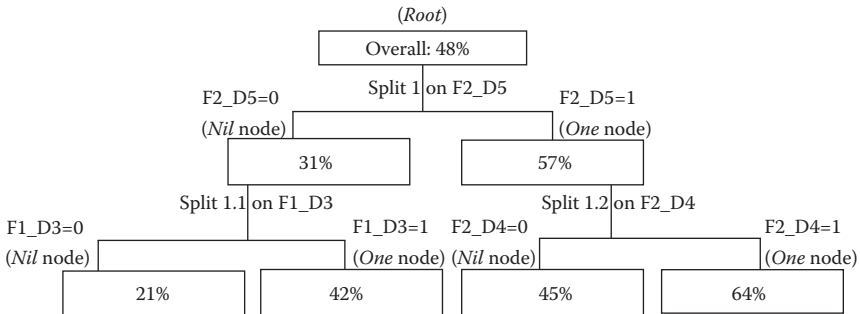 (Root)
Overall: 48%
Split 1 on F2_D5
F2_D5=0
(Nil node)
F2_D5=1
(One node)
31%
57%
Split 1.1 on F1_D3
Split 1.2 on F2_D4
F1_D3=0
(Nil node)
F1_D3=1
(One node)
F2_D4=0
(Nil node)
F2_D4=1
(One node)
21%
42%
45%
64%